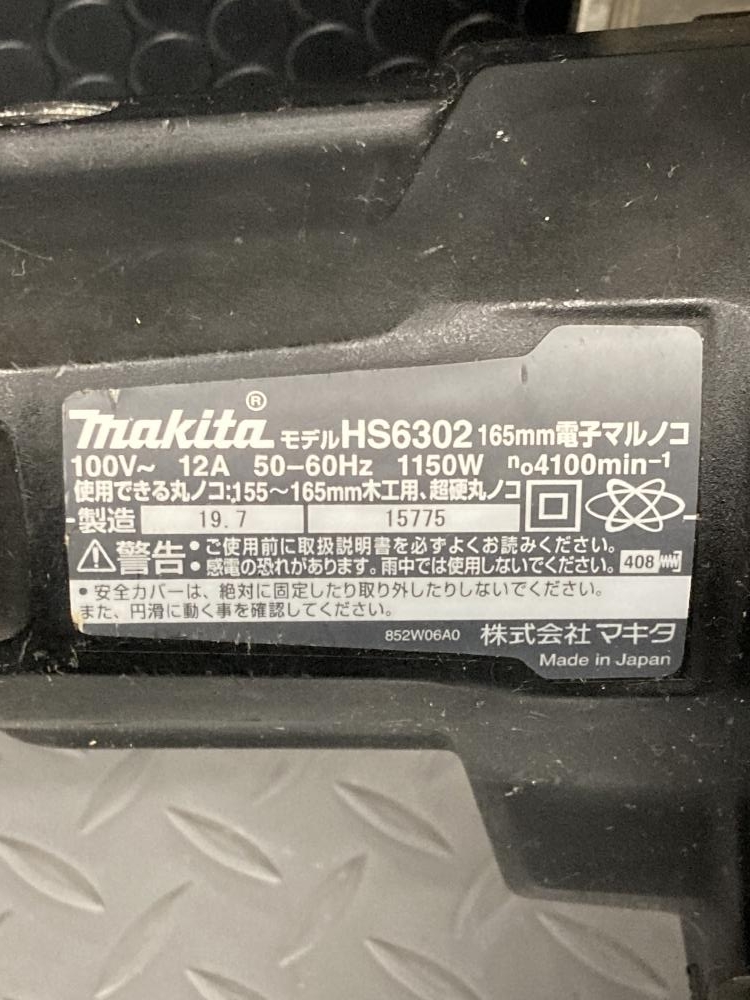 makita® モデル HS6302 165mm電子マルノコ
100V～ 12A 50-60Hz 1150W n₀4100min⁻¹
使用できる丸ノコ:155～165mm木工用、超硬丸ノコ
製造 19.7 15775
警告 • ご使用前に取扱説明書を必ずよくお読みください。
• 感電の恐れがあります。雨中では使用しないでください。 408
• 安全カバーは、絶対に固定したり取り外したりしないでください。
また、円滑に動く事を確認してください。
852W06A0 株式会社 マキタ
Made in Japan